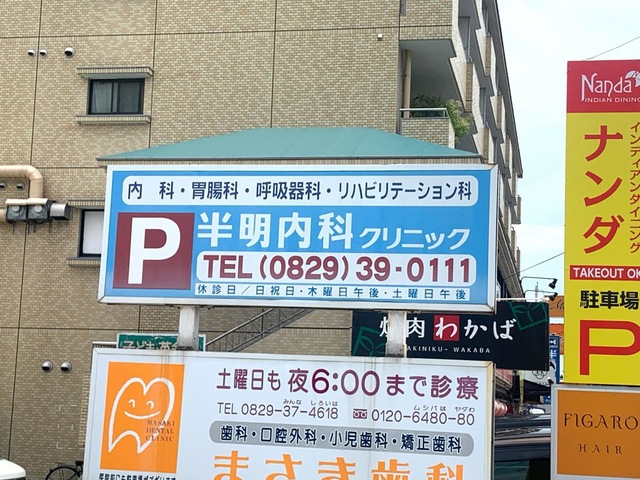 内 科・胃腸科・呼吸器科・リハビリテーション科
P
半明内科クリニック
TEL(0829)39-0111
休診日/日祝日・木曜日午後・土曜日午後
焼肉わかば
YAKINIKU- WAKABA
MASAKI
DENTAL
CLINIC
土曜日も 夜6:00まで診療
みんな しろいは
ムシバは ヤダわ
TEL 0829-37-4618
0120-6480-80
歯科・口腔外科・小児歯科・矯正歯科
まさき歯科
Nanda
INDIAN DINING
インディアンダイニング
ナンダ
TAKEOUT OK
駐車場
P
FIGARO
HAIR